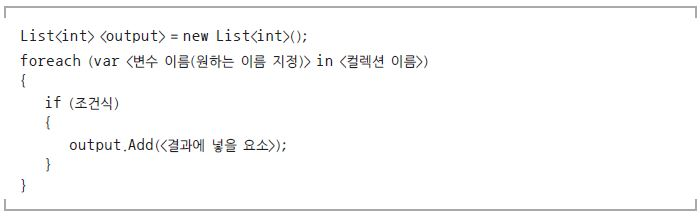 List<int> <output> = new List<int>();
foreach (var <변수 이름(원하는 이름 지정)> in <컬렉션 이름>)
{
if (조건식)
{
output.Add(<결과에 넣을 요소>);
}
}